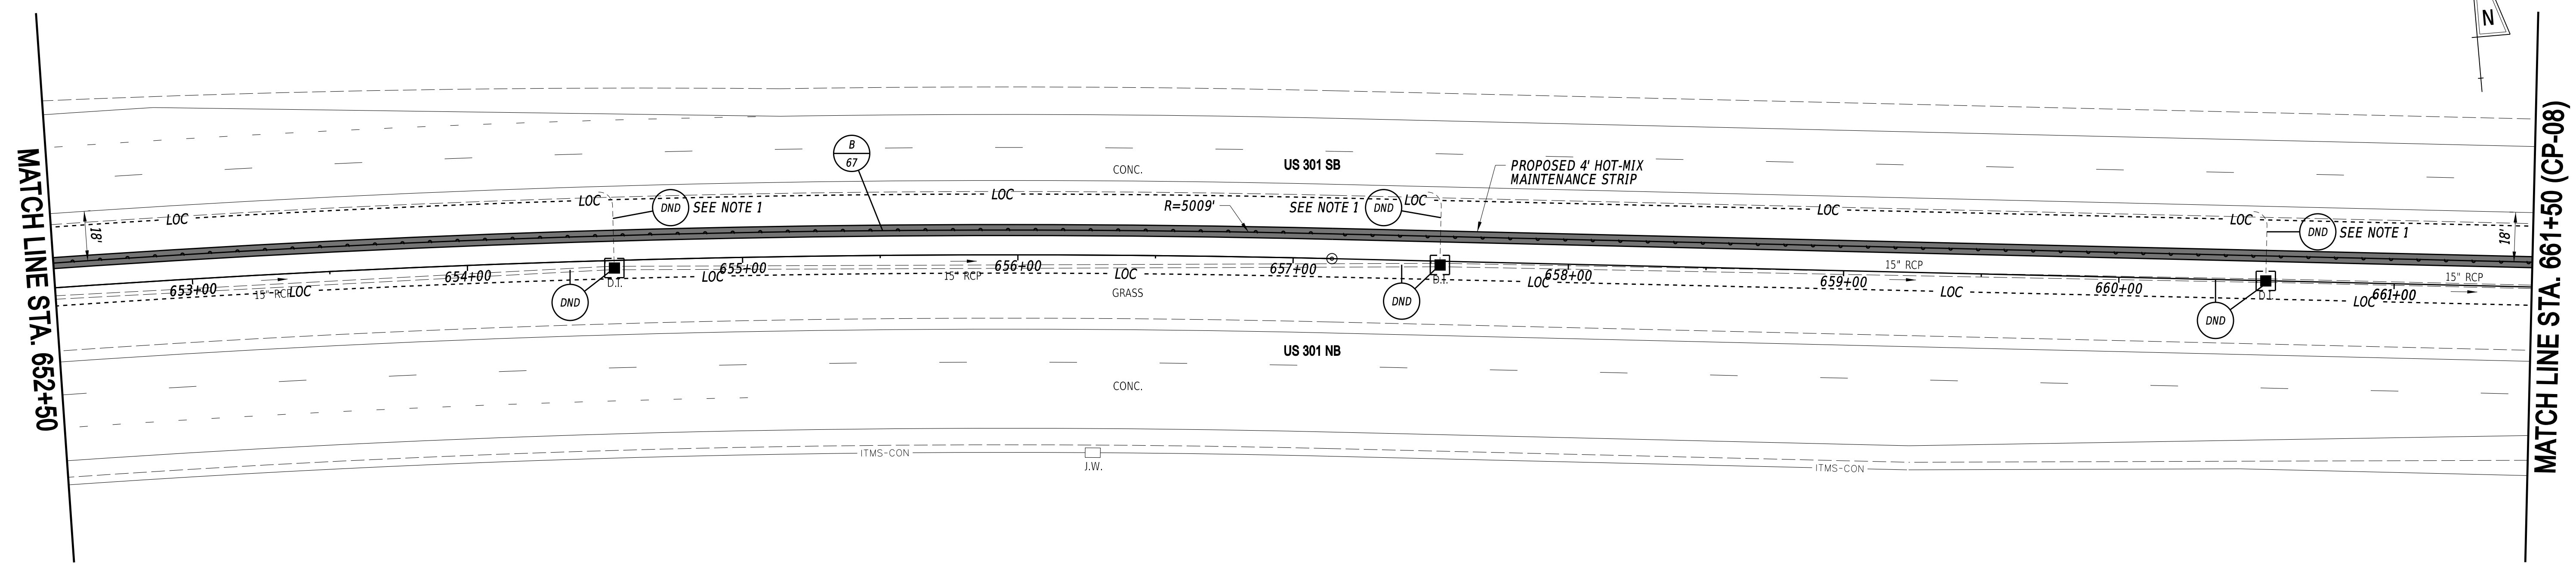 N
MATCH LINE STA. 652+50
MATCH LINE STA. 661+50 (CP-08)
B
67
CONC.
US 301 SB
PROPOSED 4' HOT-MIX
MAINTENANCE STRIP
LOC
LOC
DND
SEE NOTE 1
LOC
R=5009'
SEE NOTE 1
DND
LOC
LOC
LOC
DND
SEE NOTE 1
18'
18'
653+00
654+00
655+00
656+00
657+00
658+00
659+00
660+00
661+00
15" RCP
LOC
D.I.
LOC
15" RCP
LOC
D.I.
LOC
15" RCP
LOC
D.I.
LOC
15" RCP
DND
GRASS
DND
DND
US 301 NB
CONC.
ITMS-CON
J.W.
ITMS-CON